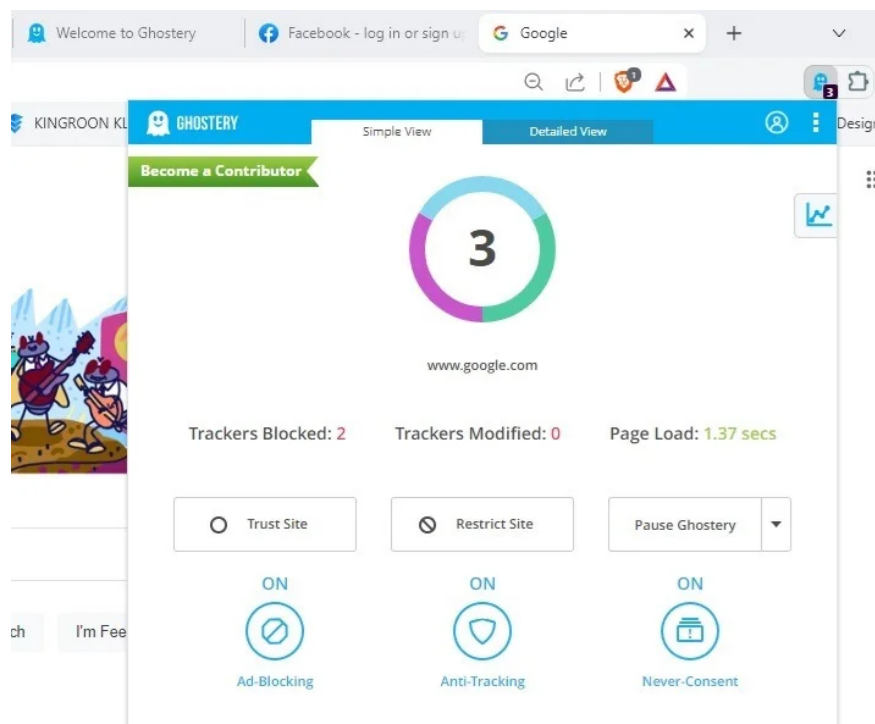 Welcome to Ghostery
Facebook - log in or sign up
Google
1
3
KINGROON KL
Design
GHOSTERY
Simple View
Detailed View
Become a Contributor
3
www.google.com
Trackers Blocked: 2
Trackers Modified: 0
Page Load: 1.37 secs
Trust Site
Restrict Site
Pause Ghostery
ON
ON
ON
ch
I'm Fee
Ad-Blocking
Anti-Tracking
Never-Consent